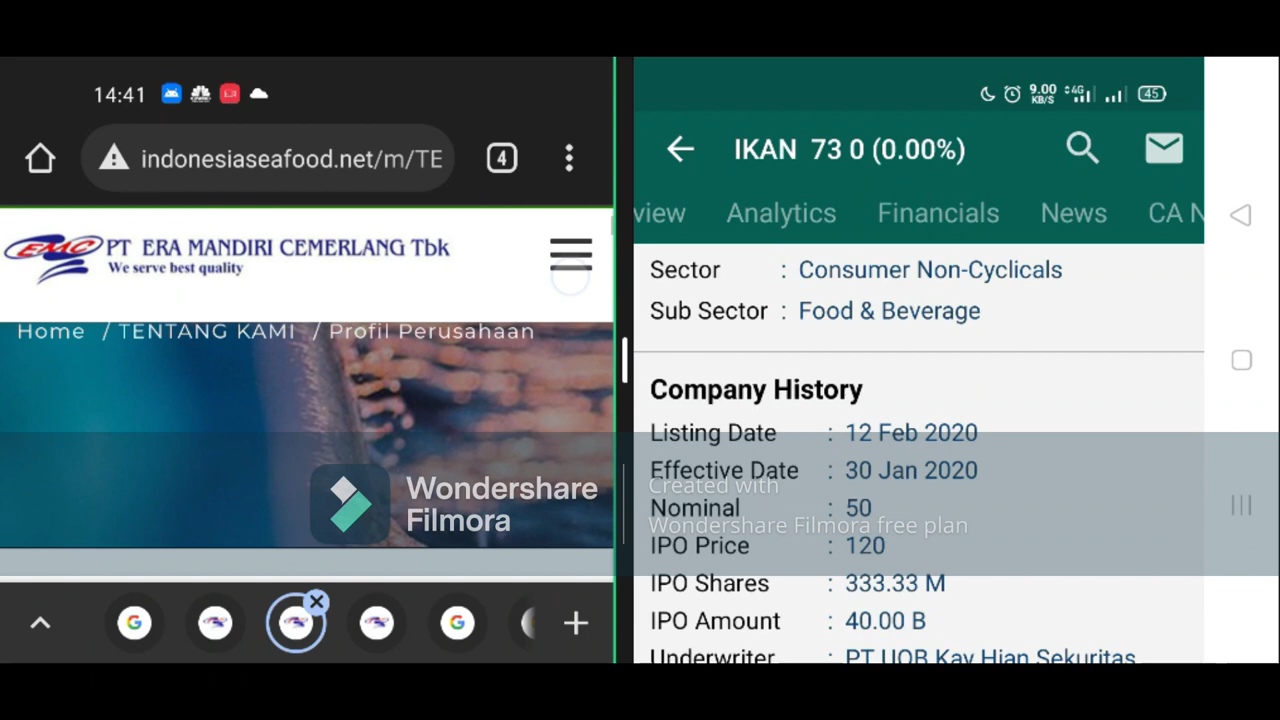 14:41
indonesiaseafood.net/m/TE
4
EMC PT ERA MANDIRI CEMERLANG Tbk
We serve best quality
Home / TENTANG KAMI / Profil Perusahaan
Wondershare
Filmora
9.00
KB/S
4G
45
IKAN 73 0 (0.00%)
view Analytics Financials News CA N
Sector : Consumer Non-Cyclicals
Sub Sector : Food & Beverage
Company History
Listing Date : 12 Feb 2020
Effective Date : 30 Jan 2020
Created with
Nominal : 50
Wondershare Filmora free plan
IPO Price : 120
IPO Shares : 333.33 M
IPO Amount : 40.00 B
Underwriter : PT UOB Kay Hian Sekuritas